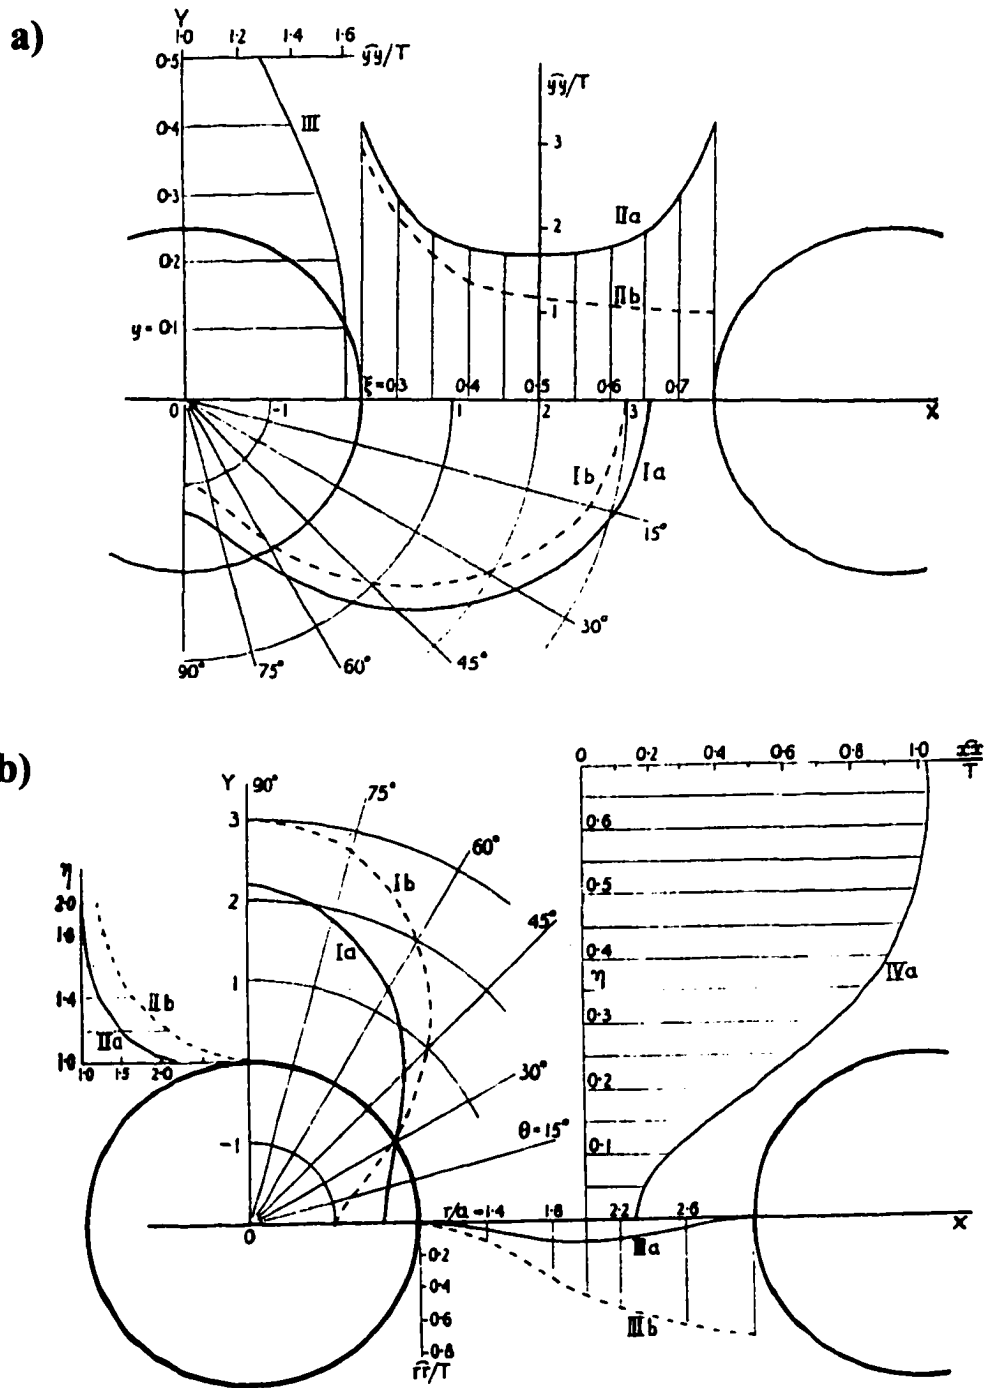 a)
Y
1·0 1·2 1·4 1·6
yy/T
0·5
0·4
0·3
0·2
y=0·1
III
yy/T
3
2
1
IIa
IIb
ξ=0·3 0·4 0·5 0·6 0·7
0 -1 1 2 3 X
Ib Ia
15°
30°
45°
60°
75°
90°
b)
0 0·2 0·4 0·6 0·8 1·0 xx/T
Y 90° 75° 60° 45° 30° θ=15°
3
2
1
-1
0
Ib
Ia
η
2·0
1·8
1·4
1·0
1·0 1·5 2·0
IIb
IIa
0·6
0·5
0·4
η
0·3
0·2
0·1
IVa
r/a=1·4 1·8 2·2 2·6 X
IIIa
IIIb
0·2
0·4
0·6
0·8
rr/T